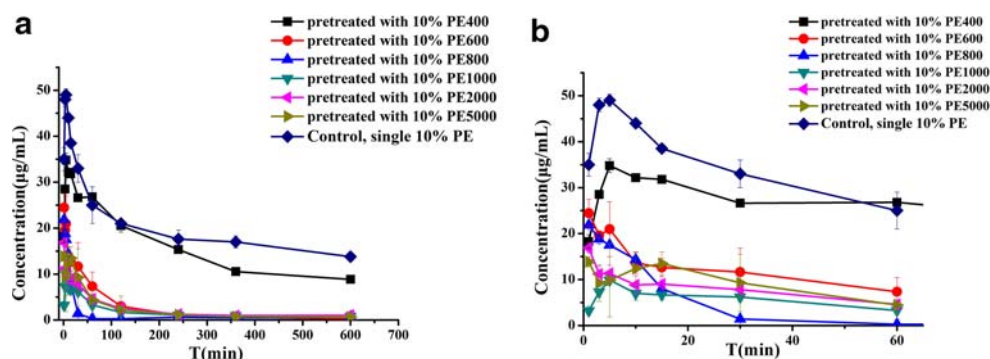 a
pretreated with 10% PE400
pretreated with 10% PE600
pretreated with 10% PE800
pretreated with 10% PE1000
pretreated with 10% PE2000
pretreated with 10% PE5000
Control, single 10% PE
Concentration(µg/mL)
50
40
30
20
10
0
0 100 200 300 400 500 600 700
T(min)
b
pretreated with 10% PE400
pretreated with 10% PE600
pretreated with 10% PE800
pretreated with 10% PE1000
pretreated with 10% PE2000
pretreated with 10% PE5000
Control, single 10% PE
Concentration(µg/mL)
50
40
30
20
10
0
0 20 40 60
T(min)